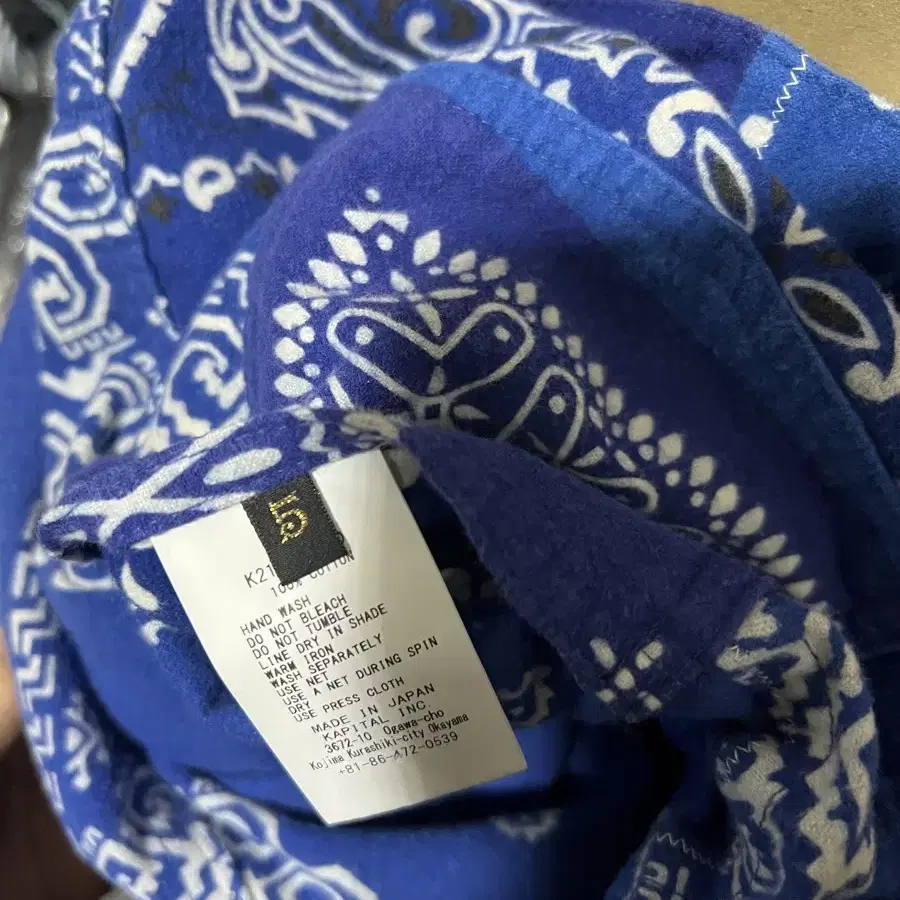 5
K21
100% COTTON
HAND WASH
DO NOT BLEACH
DO NOT TUMBLE
LINE DRY IN SHADE
WARM IRON
WASH SEPARATELY
USE NET
USE A NET DURING SPIN
DRY
USE PRESS CLOTH
MADE IN JAPAN
KAPITAL INC.
3672-10 Ogawa-cho
Kojima Kurashiki-city Okayama
+81-86-472-0539